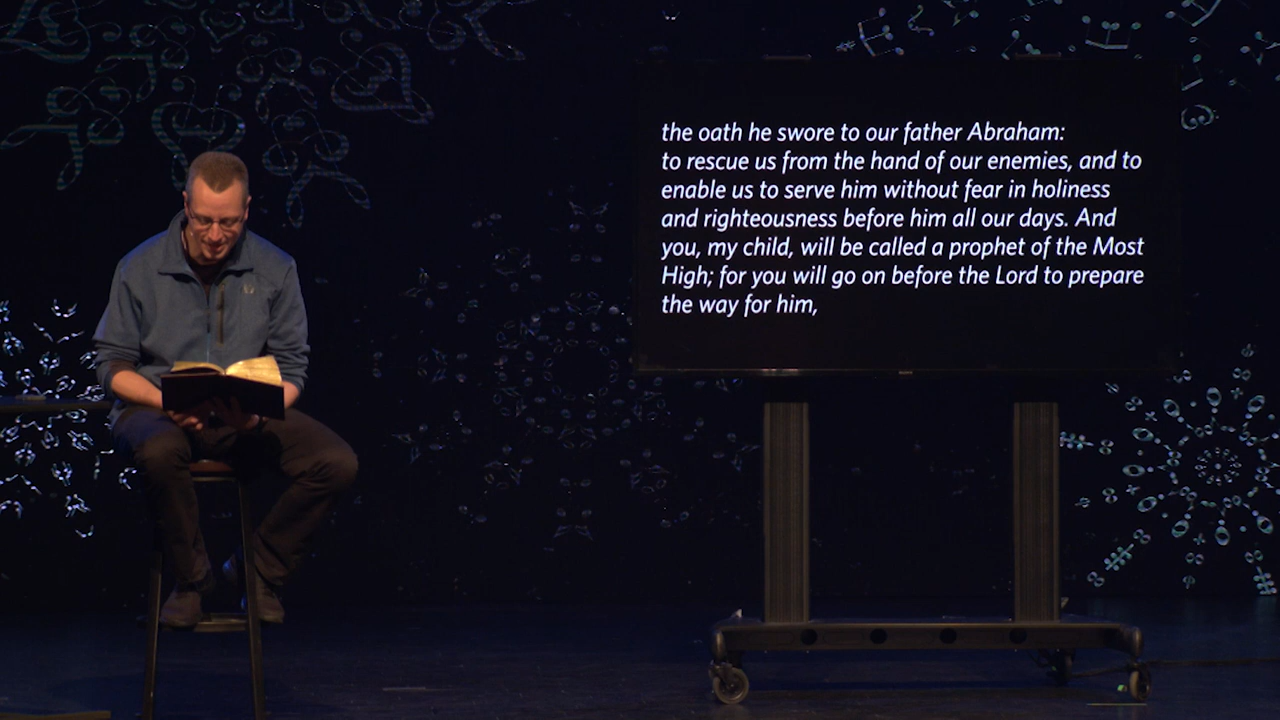 the oath he swore to our father Abraham:
to rescue us from the hand of our enemies, and to
enable us to serve him without fear in holiness
and righteousness before him all our days. And
you, my child, will be called a prophet of the Most
High; for you will go on before the Lord to prepare
the way for him,